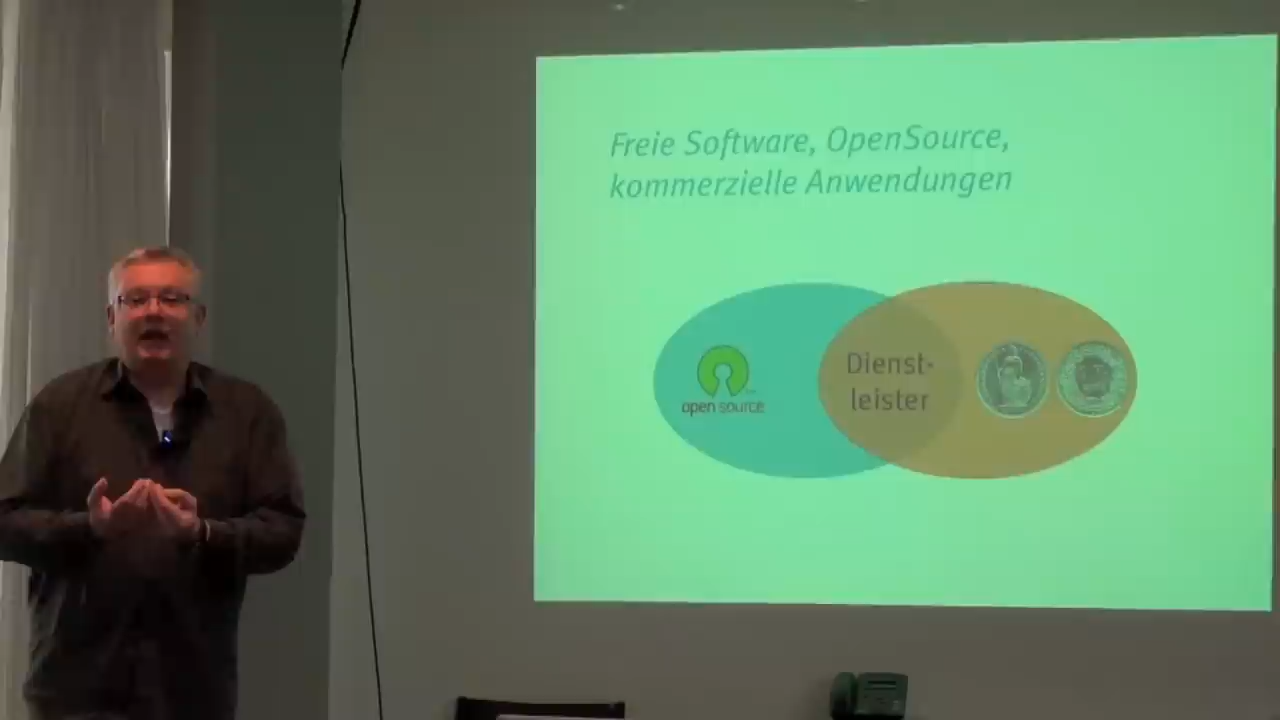 Freie Software, OpenSource,
kommerzielle Anwendungen
open source
Dienst-
leister